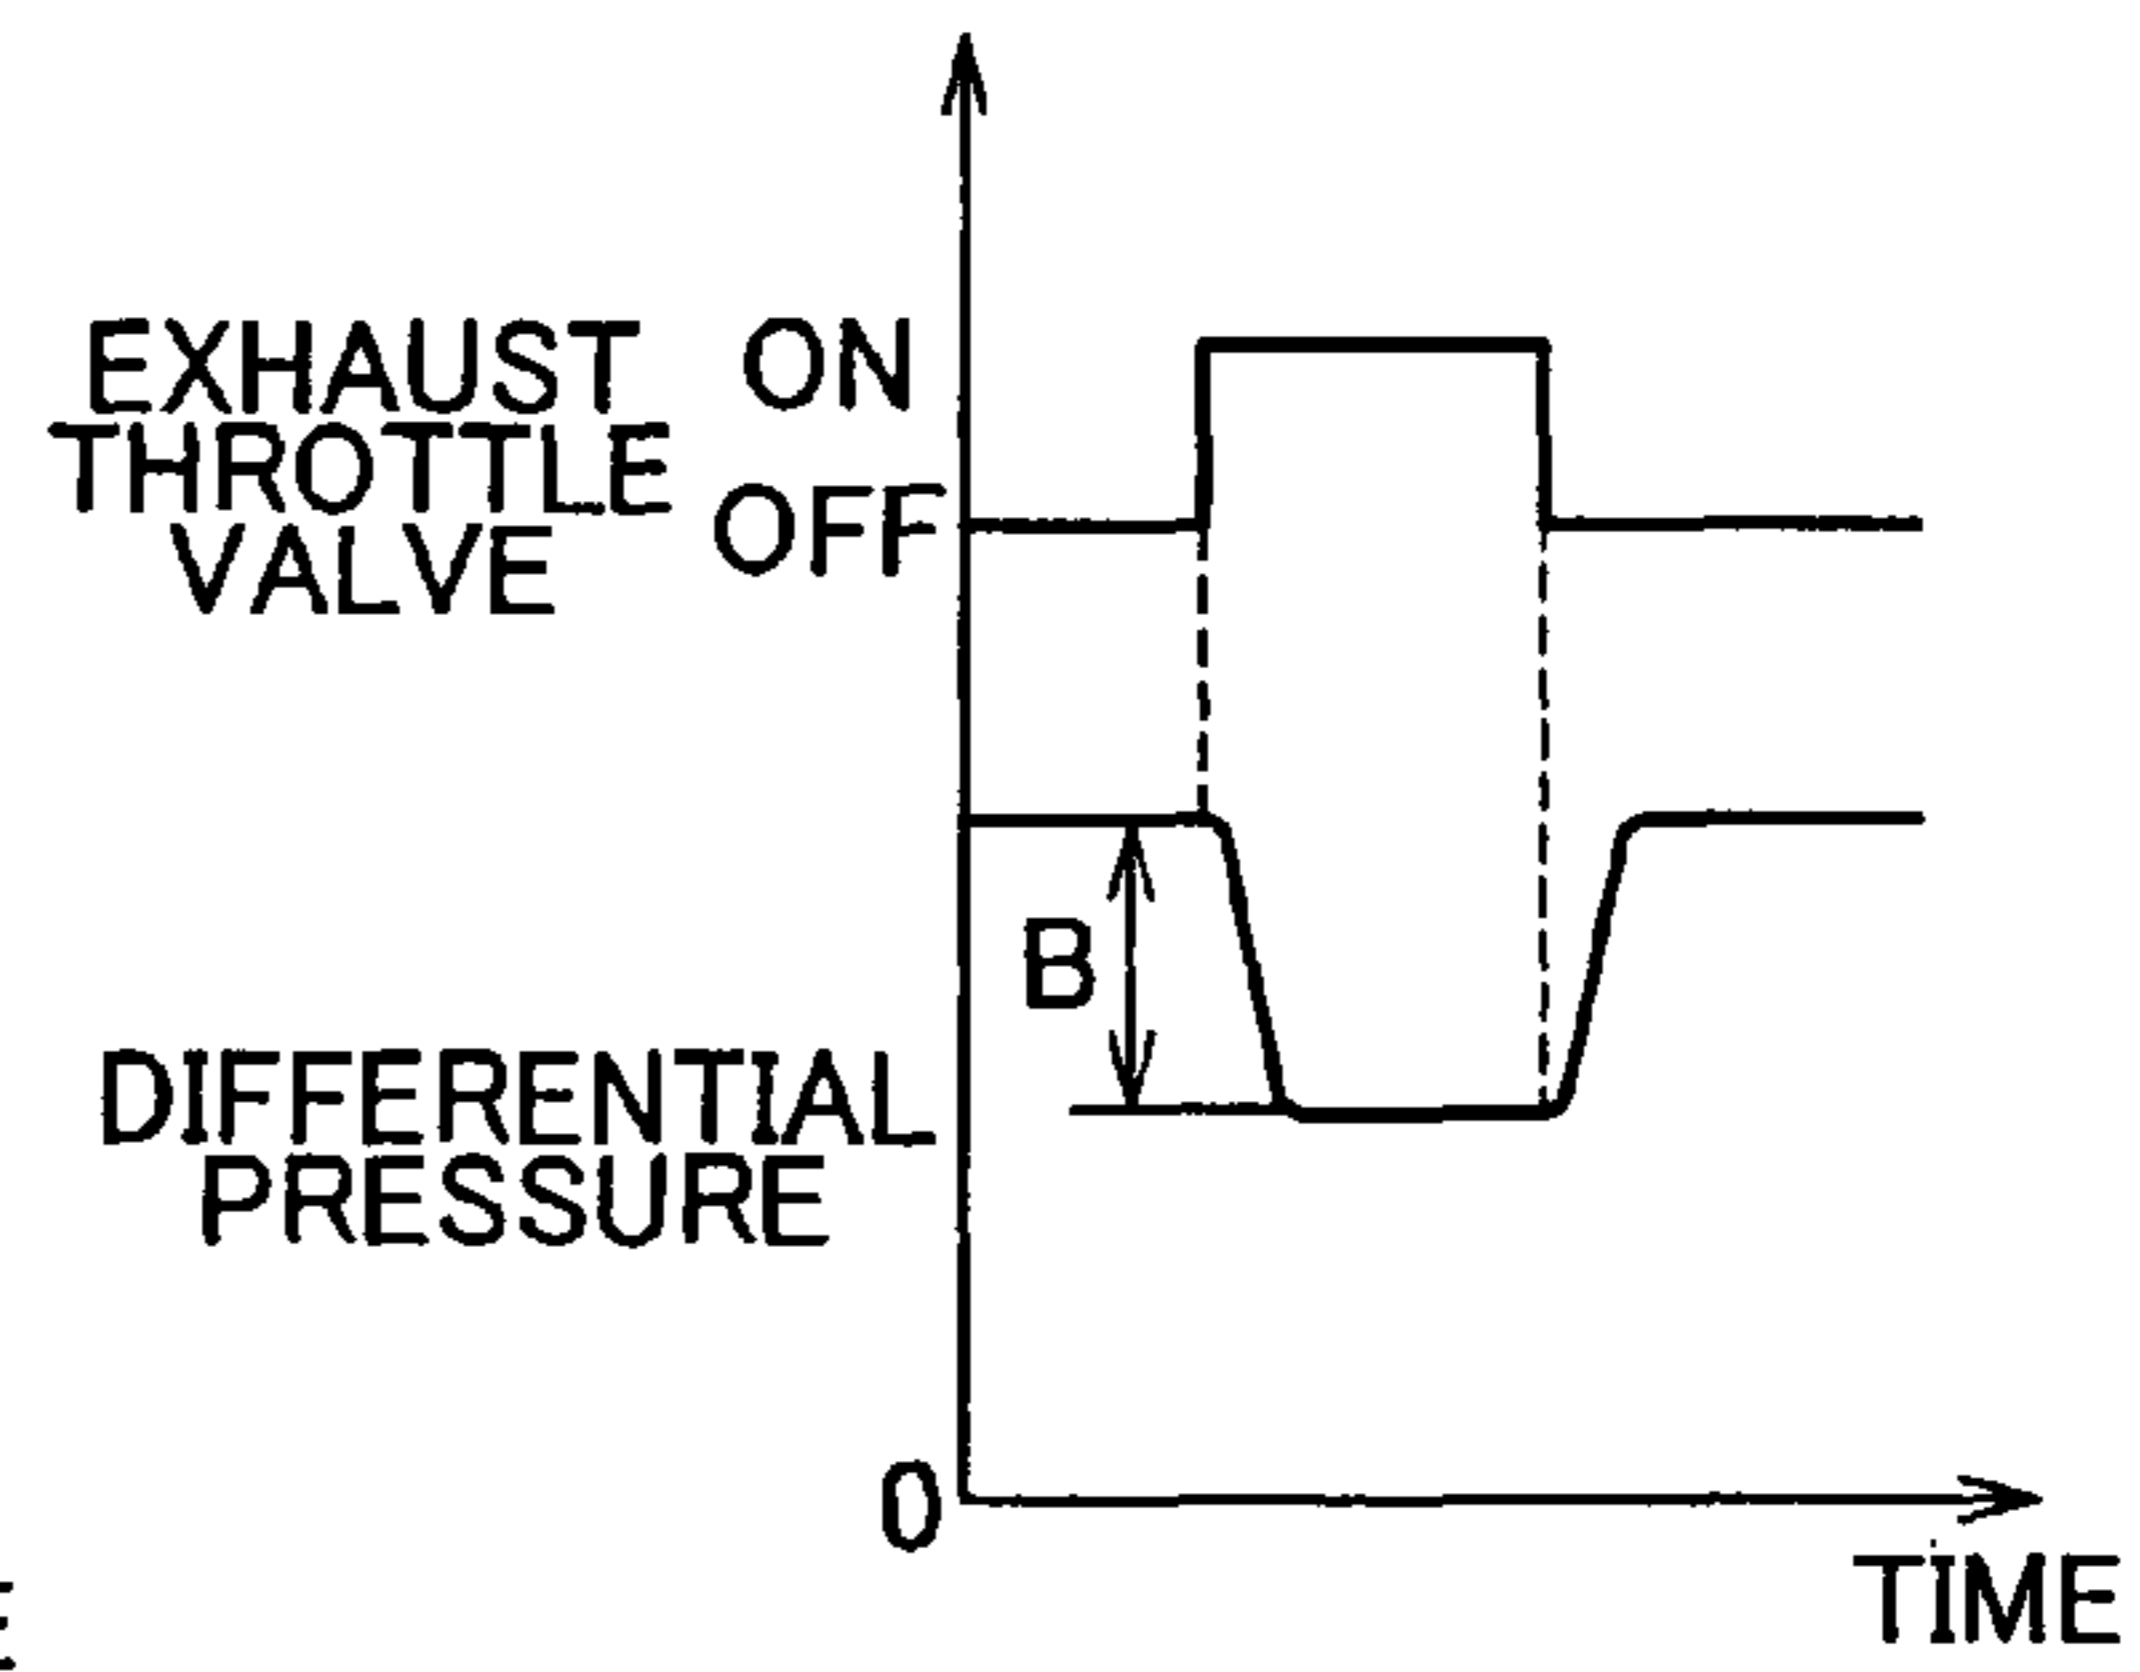 EXHAUST
THROTTLE
VALVE
ON
OFF
B
DIFFERENTIAL
PRESSURE
0
TIME
E